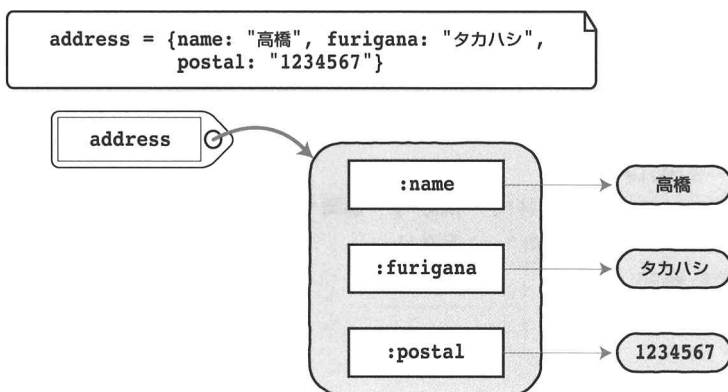 address = {name: "高橋", furigana: "タカハシ",
postal: "1234567"}
address
:name
高橋
:furigana
タカハシ
:postal
1234567